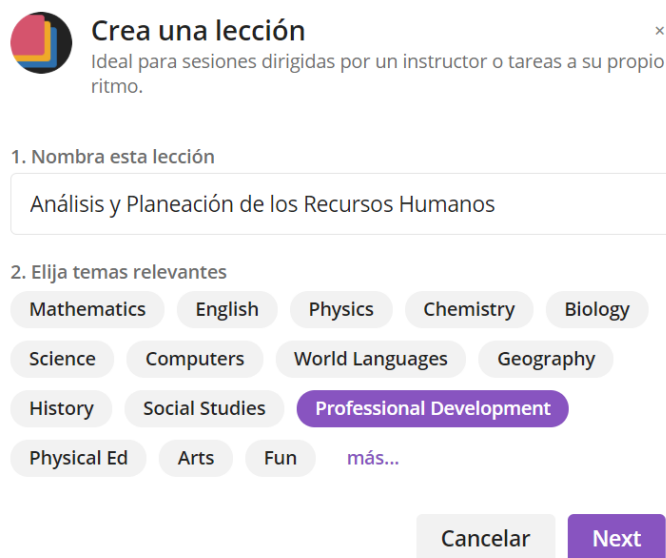 Crea una lección
×
Ideal para sesiones dirigidas por un instructor o tareas a su propio
ritmo.
1. Nombra esta lección
Análisis y Planeación de los Recursos Humanos
2. Elija temas relevantes
Mathematics English Physics Chemistry Biology
Science Computers World Languages Geography
History Social Studies Professional Development
Physical Ed Arts Fun más...
Cancelar Next